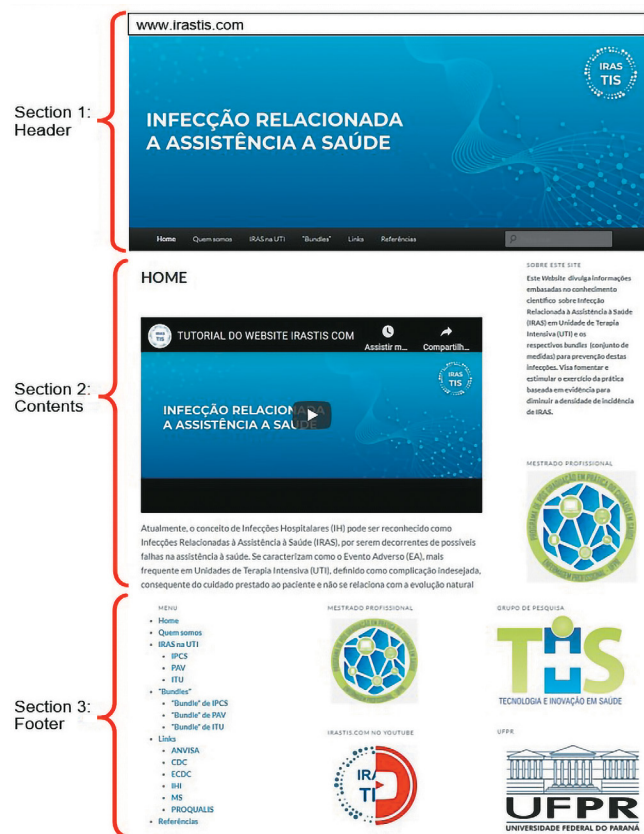 www.irastis.com
IRAS
TIS
Section 1:
Header
INFECÇÃO RELACIONADA
A ASSISTÊNCIA A SAÚDE
Home Quem somos IRAS na UTI "Bundles" Links Referências
Section 2:
Contents
HOME
IRAS
TIS
TUTORIAL DO WEBSITE IRASTIS COM
Assistir m...
Compartilh...
IRAS
TIS
INFECÇÃO RELACIONADA
A ASSISTÊNCIA A SAÚDE
Atualmente, o conceito de Infecções Hospitalares (IH) pode ser reconhecido como
Infecções Relacionadas à Assistência à Saúde (IRAS), por serem decorrentes de possíveis
falhas na assistência à saúde. Se caracterizam como o Evento Adverso (EA), mais
frequente em Unidades de Terapia Intensiva (UTI), definido como complicação indesejada,
consequente do cuidado prestado ao paciente e não se relaciona com a evolução natural
SOBRE ESTE SITE
Este Website divulga informações
embasadas no conhecimento
científico sobre Infecção
Relacionada à Assistência à Saúde
(IRAS) em Unidade de Terapia
Intensiva (UTI) e os
respectivos bundles (conjunto de
medidas) para prevenção destas
infecções. Visa fomentar e
estimular o exercício da prática
baseada em evidência para
diminuir a densidade de incidência
de IRAS.
MESTRADO PROFISSIONAL
Section 3:
Footer
MENU
• Home
• Quem somos
• IRAS na UTI
• IPCS
• PAV
• ITU
• "Bundles"
• "Bundle" de IPCS
• "Bundle" de PAV
• "Bundle" de ITU
• Links
• ANVISA
• CDC
• ECDC
• IHI
• MS
• PROQUALIS
• Referências
MESTRADO PROFISSIONAL
IRASTIS.COM NO YOUTUBE
IRA
TI
GRUPO DE PESQUISA
TIS
TECNOLOGIA E INOVAÇÃO EM SAÚDE
UFPR
UFPR
UNIVERSIDADE FEDERAL DO PARANÁ